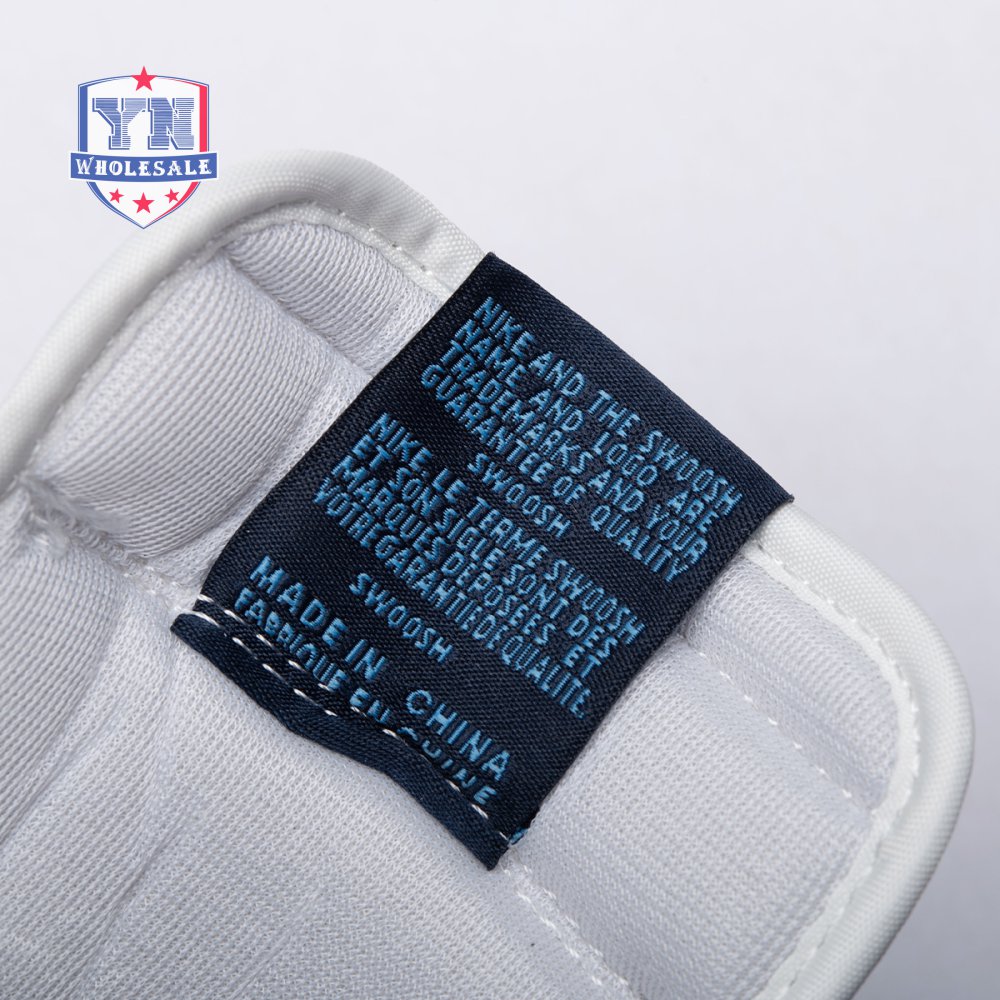 YN
WHOLESALE
NIKE AND THE SWOOSH
NAME AND LOGO ARE
TRADEMARKS AND YOUR
GUARANTEE OF QUALITY
SWOOSH
NIKE, LE TERME SWOOSH
ET SON SIGLE SONT DES
MARQUES DEPOSÉES ET
VOTRE GARANTIE DE QUALITÉ.
SWOOSH
MADE IN CHINA
FABRIQUE EN CHINE